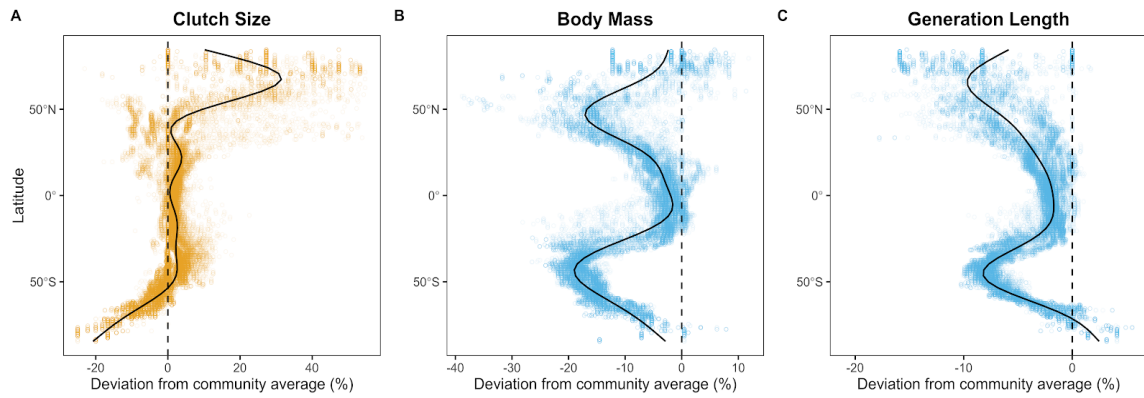 A Clutch Size
B Body Mass
C Generation Length
Latitude
50°N
0°
50°S
-20 0 20 40
Deviation from community average (%)
50°N
0°
50°S
-40 -30 -20 -10 0 10
Deviation from community average (%)
50°N
0°
50°S
-20 -10 0
Deviation from community average (%)